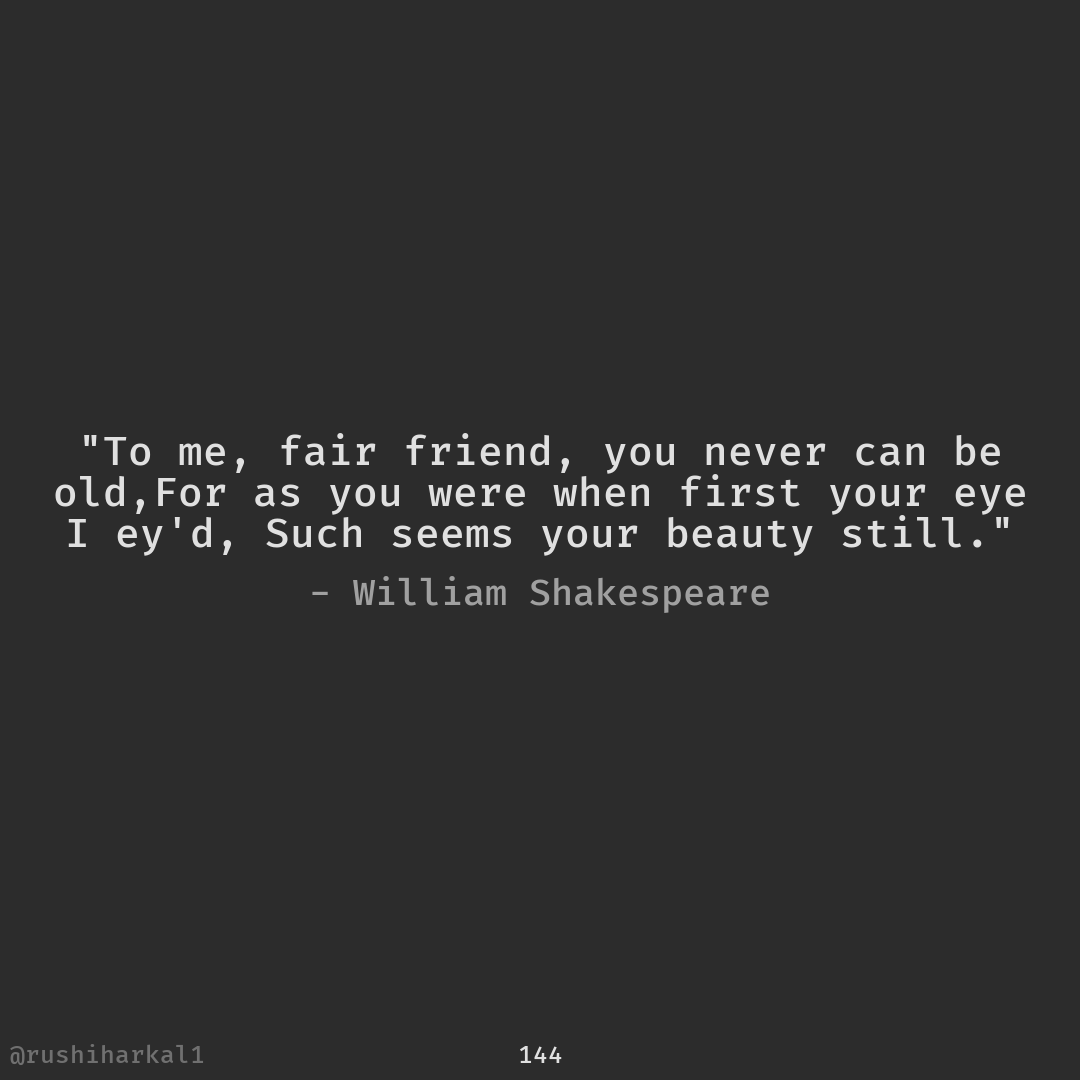 "To me, fair friend, you never can be
old,For as you were when first your eye
I ey'd, Such seems your beauty still."
- William Shakespeare
@rushiharkal1
144